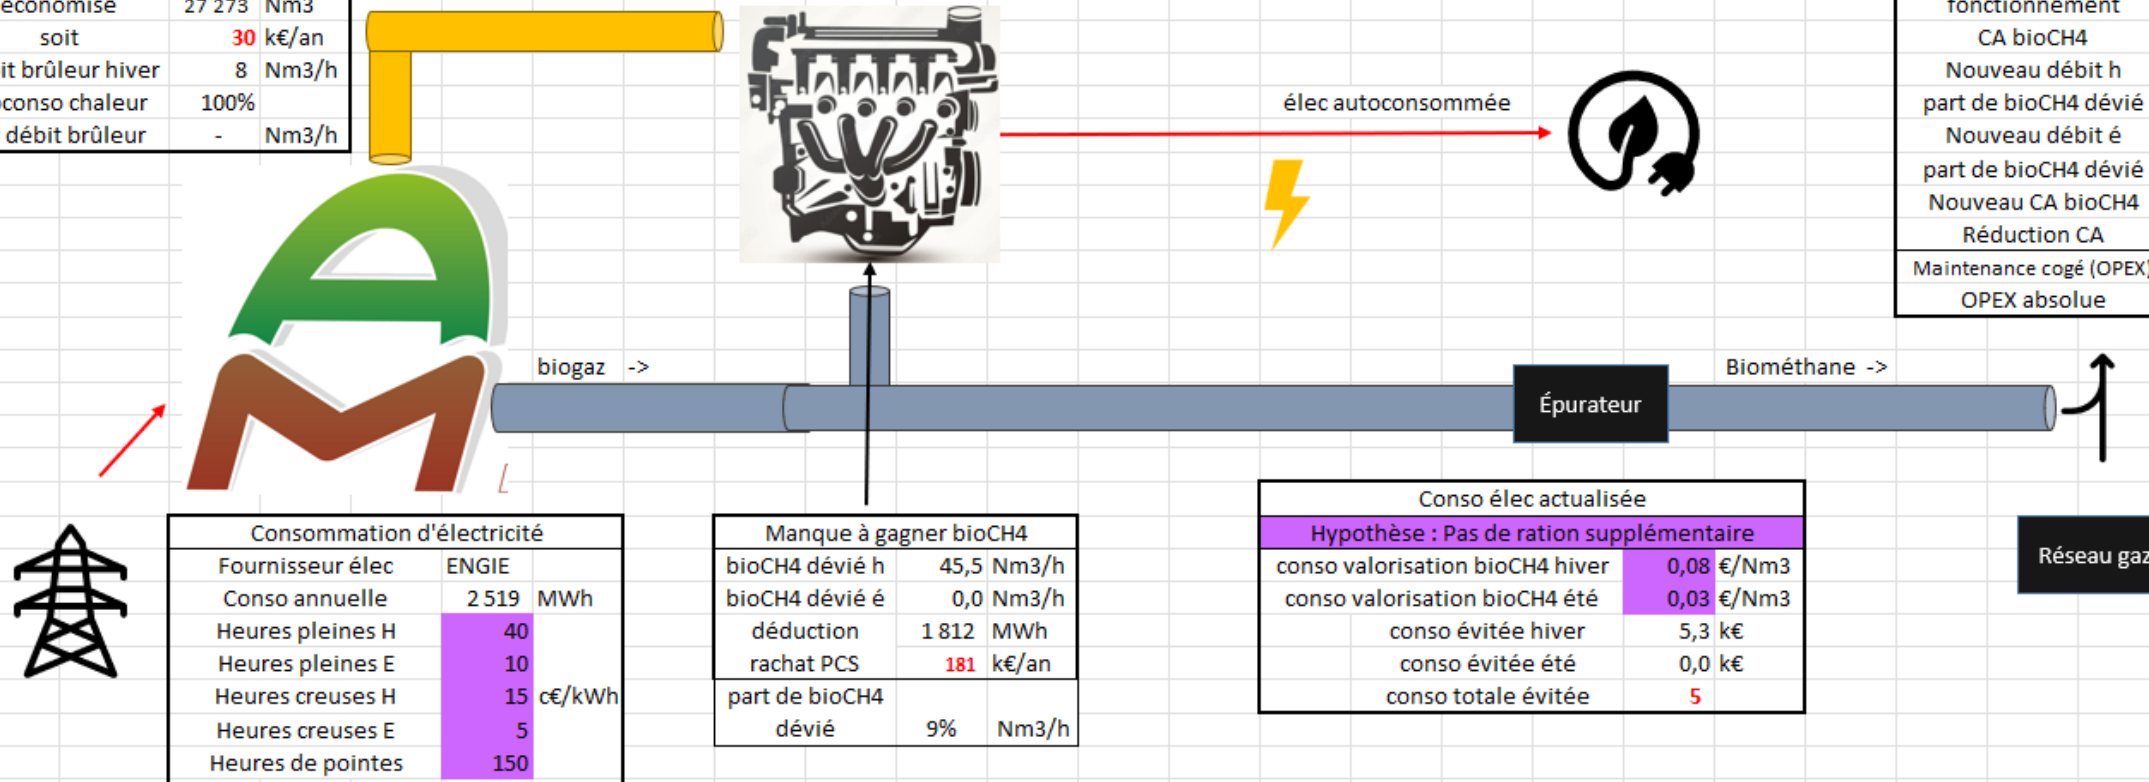 économisé 27 273 Nm3
soit 30 k€/an
it brûleur hiver 8 Nm3/h
conso chaleur 100%
débit brûleur - Nm3/h
élec autoconsommée
fonctionnement
CA bioCH4
Nouveau débit h
part de bioCH4 dévié
Nouveau débit é
part de bioCH4 dévié
Nouveau CA bioCH4
Réduction CA
Maintenance cogé (OPEX)
OPEX absolue
biogaz ->
Épurateur
Biométhane ->
Réseau gaz
Consommation d'électricité
Fournisseur élec ENGIE
Conso annuelle 2 519 MWh
Heures pleines H 40
Heures pleines E 10
Heures creuses H 15 c€/kWh
Heures creuses E 5
Heures de pointes 150
Manque à gagner bioCH4
bioCH4 dévié h 45,5 Nm3/h
bioCH4 dévié é 0,0 Nm3/h
déduction 1 812 MWh
rachat PCS 181 k€/an
part de bioCH4
dévié 9% Nm3/h
Conso élec actualisée
Hypothèse : Pas de ration supplémentaire
conso valorisation bioCH4 hiver 0,08 €/Nm3
conso valorisation bioCH4 été 0,03 €/Nm3
conso évitée hiver 5,3 k€
conso évitée été 0,0 k€
conso totale évitée 5